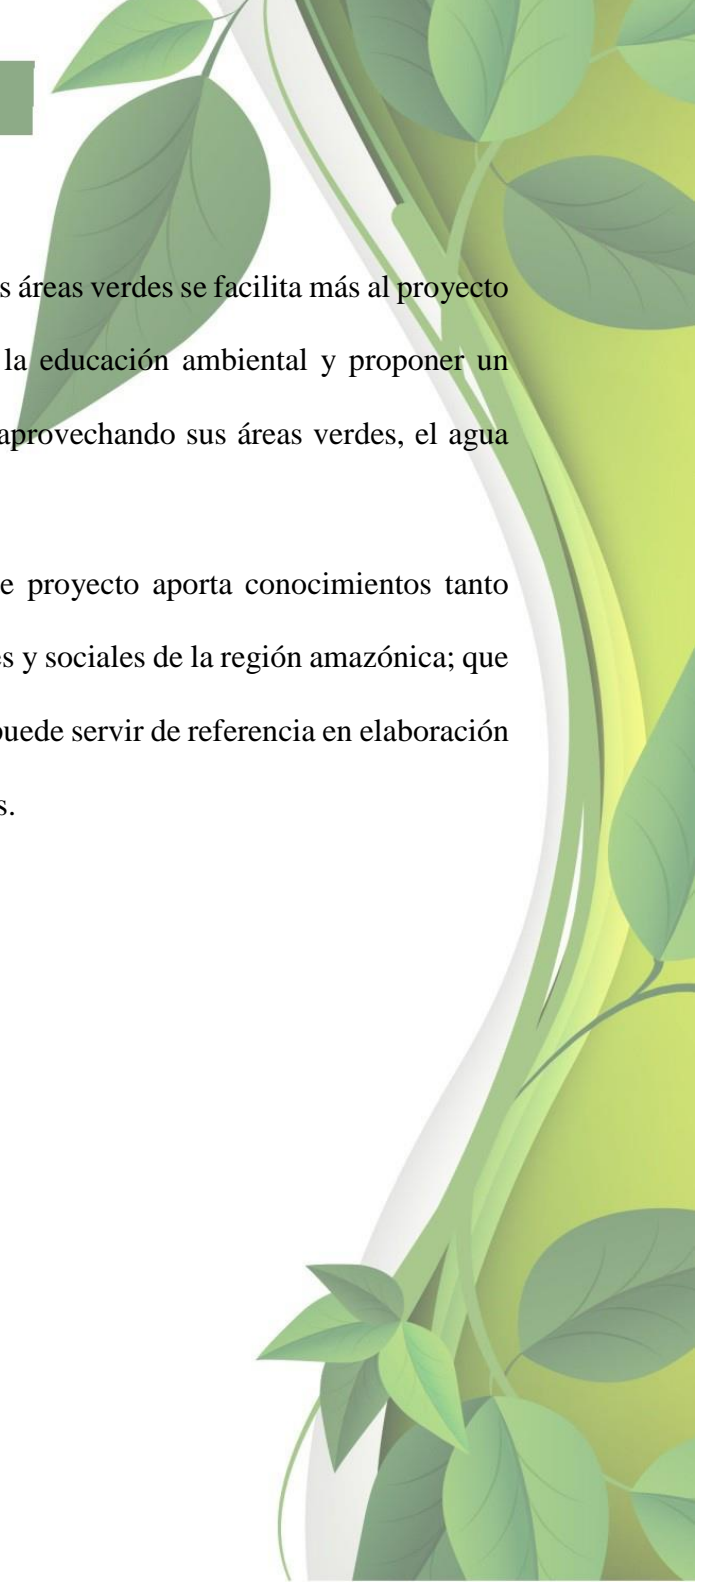 s áreas verdes se facilita más al proyecto
la educación ambiental y proponer un
aprovechando sus áreas verdes, el agua
e proyecto aporta conocimientos tanto
es y sociales de la región amazónica; que
puede servir de referencia en elaboración
s.